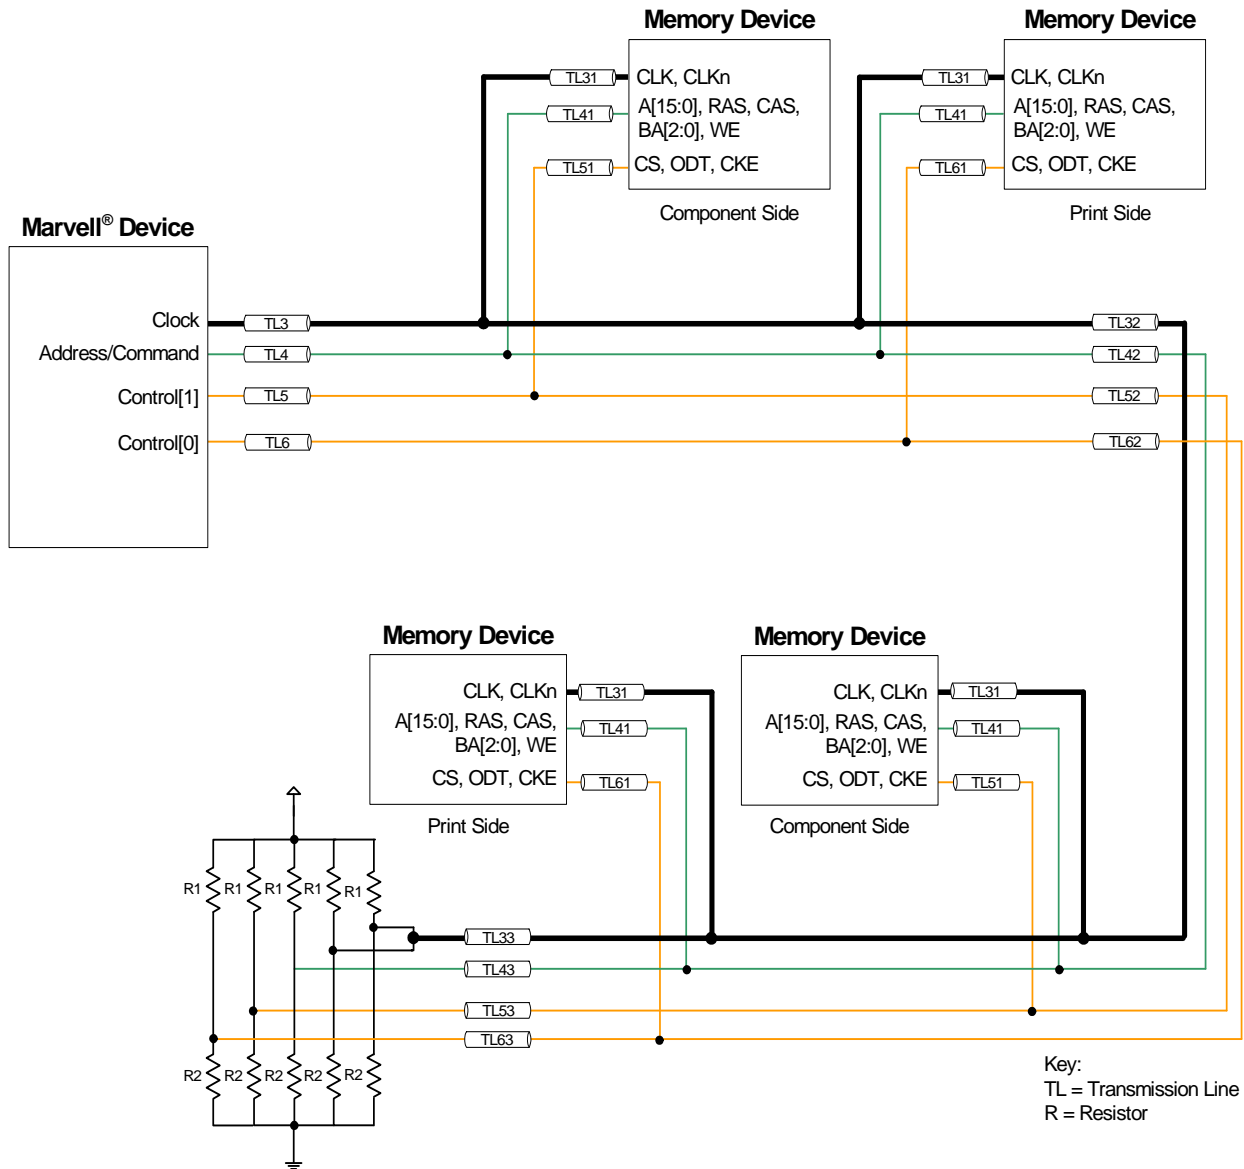 Memory Device
Memory Device
TL31
CLK, CLKn
TL31
CLK, CLKn
TL41
A[15:0], RAS, CAS,
BA[2:0], WE
TL41
A[15:0], RAS, CAS,
BA[2:0], WE
TL51
CS, ODT, CKE
TL61
CS, ODT, CKE
Component Side
Print Side
Marvell® Device
Clock
TL3
TL32
Address/Command
TL4
TL42
Control[1]
TL5
TL52
Control[0]
TL6
TL62
Memory Device
Memory Device
CLK, CLKn
TL31
CLK, CLKn
TL31
A[15:0], RAS, CAS,
BA[2:0], WE
TL41
A[15:0], RAS, CAS,
BA[2:0], WE
TL41
CS, ODT, CKE
TL61
CS, ODT, CKE
TL51
Print Side
Component Side
R1
R1
R1
R1
R1
TL33
TL43
TL53
TL63
R2
R2
R2
R2
R2
Key:
TL = Transmission Line
R = Resistor